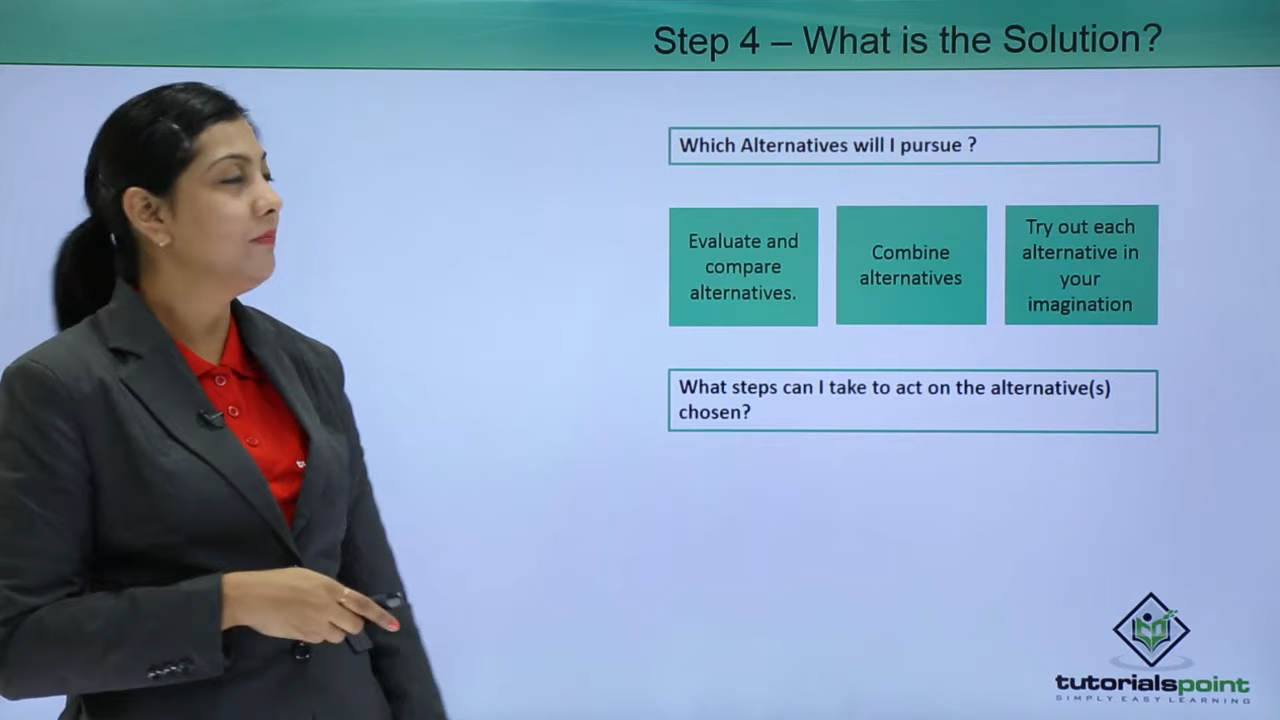 Step 4 – What is the Solution?
Which Alternatives will I pursue ?
Evaluate and
compare
alternatives.
Combine
alternatives
Try out each
alternative in
your
imagination
What steps can I take to act on the alternative(s)
chosen?
tutorialspoint
SIMPLY EASY LEARNING